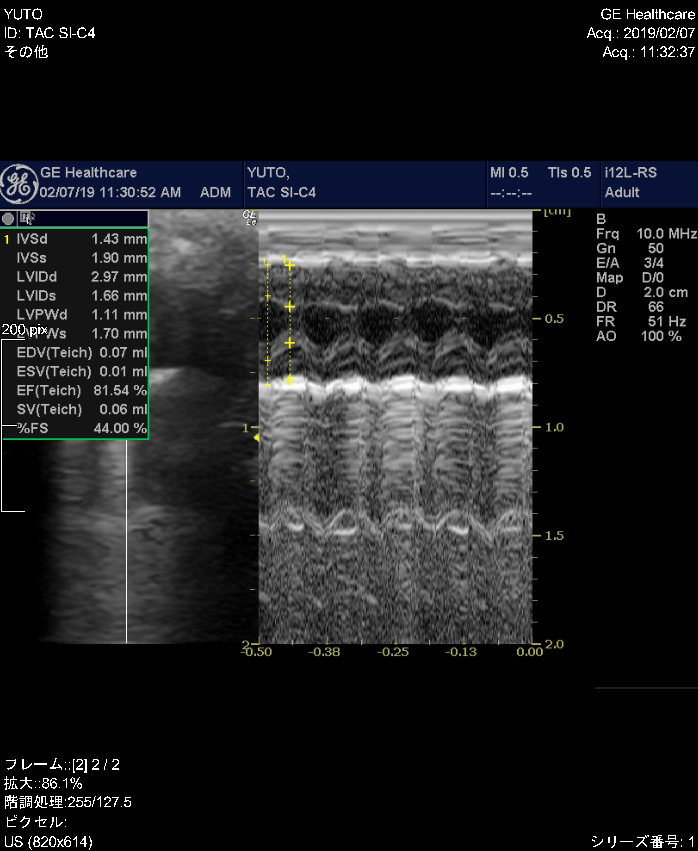 YUTO
ID: TAC SI-C4
その他
GE Healthcare
Acq.: 2019/02/07
Acq.: 11:32:37
GE Healthcare
02/07/19 11:30:52 AM ADM
YUTO,
TAC SI-C4
MI 0.5 TIs 0.5
--:--:--
i12L-RS
Adult
1 IVSd 1.43 mm
IVSs 1.90 mm
LVIDd 2.97 mm
LVIDs 1.66 mm
LVPWd 1.11 mm
LVPWs 1.70 mm
200 pix
EDV(Teich) 0.07 ml
ESV(Teich) 0.01 ml
EF(Teich) 81.54 %
SV(Teich) 0.06 ml
%FS 44.00 %
GE
[cm]
0.5
1
1.0
1.5
2
2.0
-0.50 -0.38 -0.25 -0.13 0.00
B
Frq 10.0 MHz
Gn 50
E/A 3/4
Map D/0
D 2.0 cm
DR 66
FR 51 Hz
AO 100 %
フレーム::[2] 2 / 2
拡大::86.1%
階調処理:255/127.5
ピクセル:
US (820x614)
シリーズ番号: 1